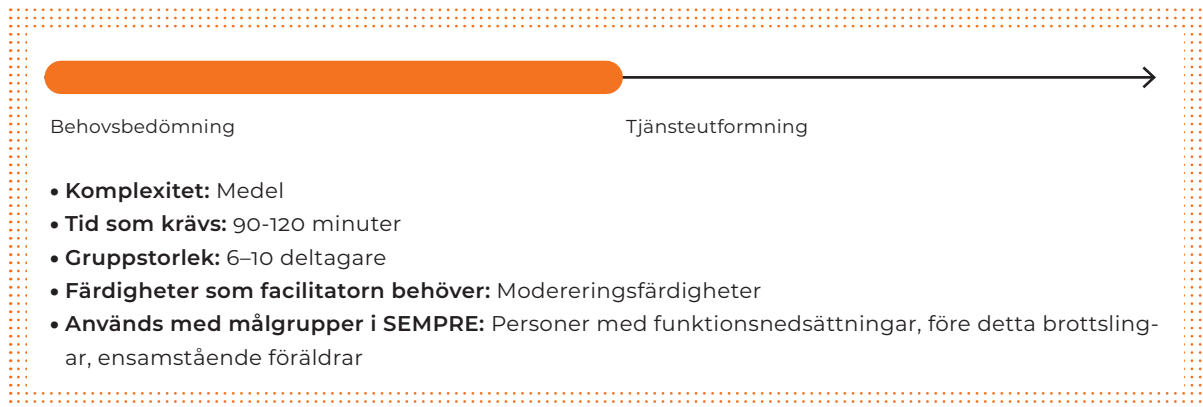 Behovsbedömning Tjänsteutformning
• Komplexitet: Medel
• Tid som krävs: 90-120 minuter
• Gruppstorlek: 6–10 deltagare
• Färdigheter som facilitatorn behöver: Modereringsfärdigheter
• Används med målgrupper i SEMPRE: Personer med funktionsnedsättningar, före detta brottsling-
ar, ensamstående föräldrar